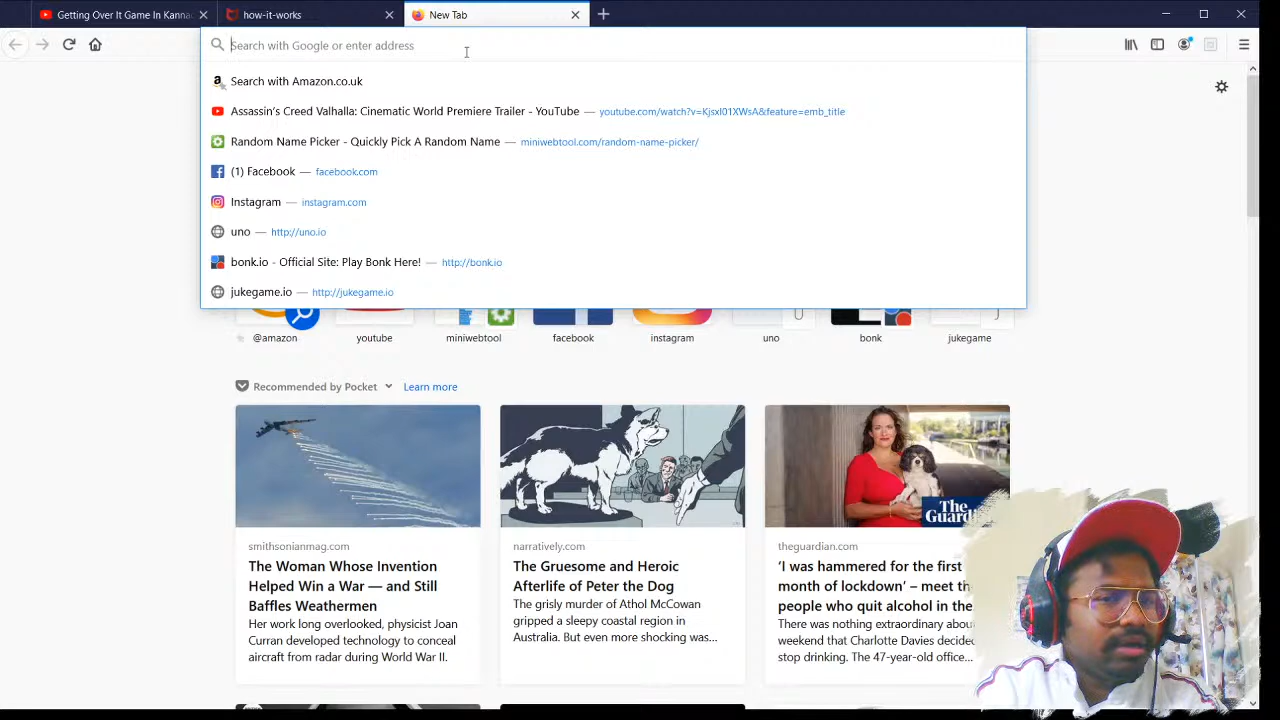 Getting Over It Game In Kanna
how-it-works
New Tab
Search with Google or enter address
Search with Amazon.co.uk
Assassin's Creed Valhalla: Cinematic World Premiere Trailer - YouTube — youtube.com/watch?v=KjsxI01XWsA&feature=emb_title
Random Name Picker - Quickly Pick A Random Name — miniwebtool.com/random-name-picker/
(1) Facebook — facebook.com
Instagram — instagram.com
uno — http://uno.io
bonk.io - Official Site: Play Bonk Here! — http://bonk.io
jukegame.io — http://jukegame.io
U
J
@amazon
youtube
miniwebtool
facebook
instagram
uno
bonk
jukegame
Recommended by Pocket
Learn more
smithsonianmag.com
The Woman Whose Invention
Helped Win a War — and Still
Baffles Weathermen
Her work long overlooked, physicist Joan
Curran developed technology to conceal
aircraft from radar during World War II.
narratively.com
The Gruesome and Heroic
Afterlife of Peter the Dog
The grisly murder of Athol McCowan
gripped a sleepy coastal region in
Australia. But even more shocking was...
The
Guardi
theguardian.com
'I was hammered for the first
month of lockdown' – meet th
people who quit alcohol in the
There was nothing extraordinary abou
weekend that Charlotte Davies decided
stop drinking. The 47-year-old office...